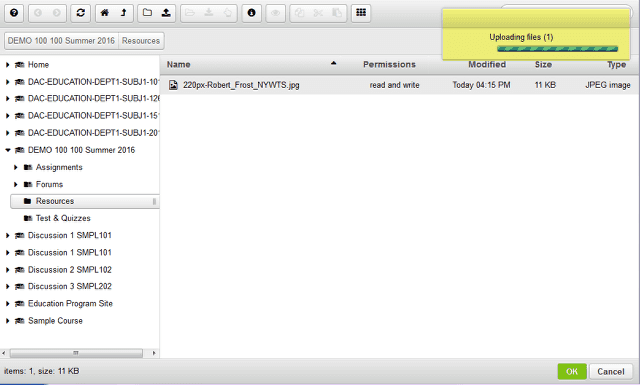 Uploading files (1)
DEMO 100 100 Summer 2016 Resources
Name Permissions Modified Size Type
220px-Robert_Frost_NYWTS.jpg read and write Today 04:15 PM 11 KB JPEG image
Home
DAC-EDUCATION-DEPT1-SUBJ1-101
DAC-EDUCATION-DEPT1-SUBJ1-126
DAC-EDUCATION-DEPT1-SUBJ1-151
DAC-EDUCATION-DEPT1-SUBJ1-201
DEMO 100 100 Summer 2016
Assignments
Forums
Resources
Test & Quizzes
Discussion 1 SMPL101
Discussion 1 SMPL101
Discussion 2 SMPL102
Discussion 3 SMPL202
Education Program Site
Sample Course
items: 1, size: 11 KB
OK Cancel